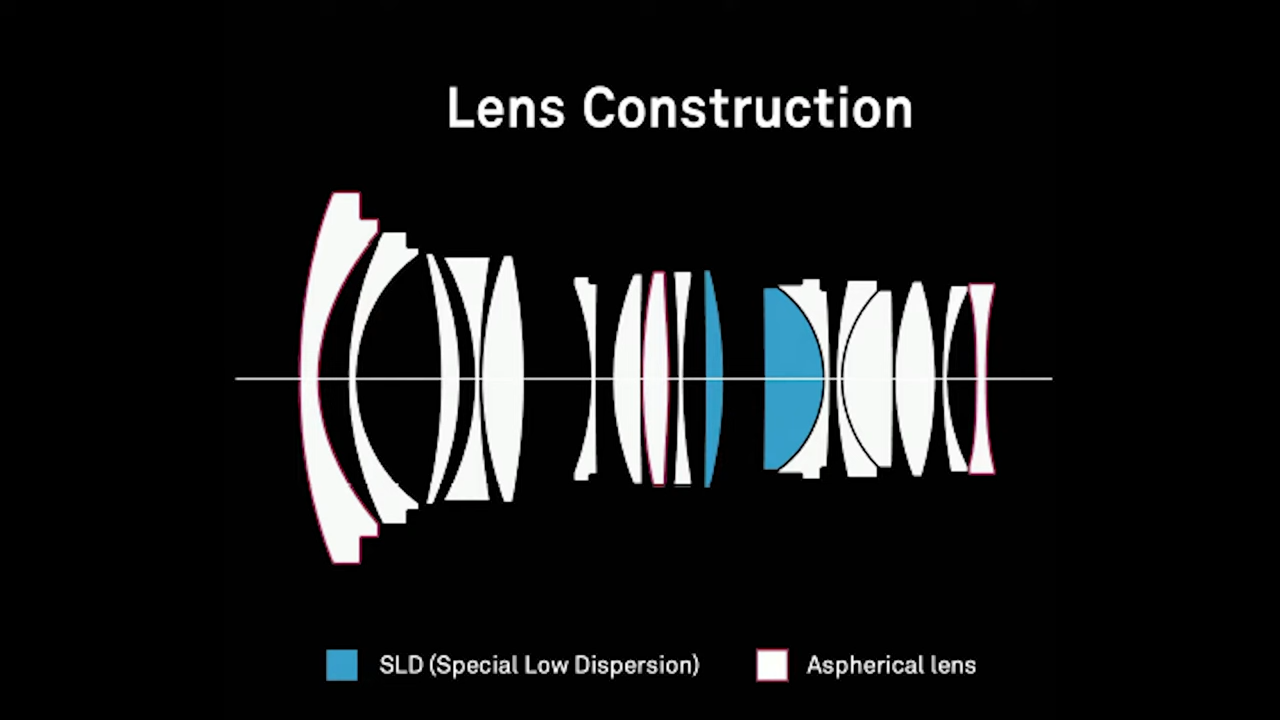 Lens Construction
SLD (Special Low Dispersion)
Aspherical lens